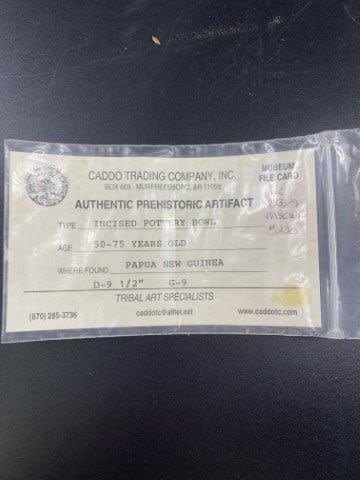 CADDO TRADING COMPANY, INC.
BOX 669 - MURFREESBORO, AR 71958
MUSEUM
FILE CARD
AUTHENTIC PREHISTORIC ARTIFACT
TYPE INCISED POTTERY BOWL
AGE 50-75 YEARS OLD
WHERE FOUND PAPUA NEW GUINEA
D-9 1/2" G-9
TRIBAL ART SPECIALISTS
(870) 285-3736 caddotc@alltel.net www.caddotc.com